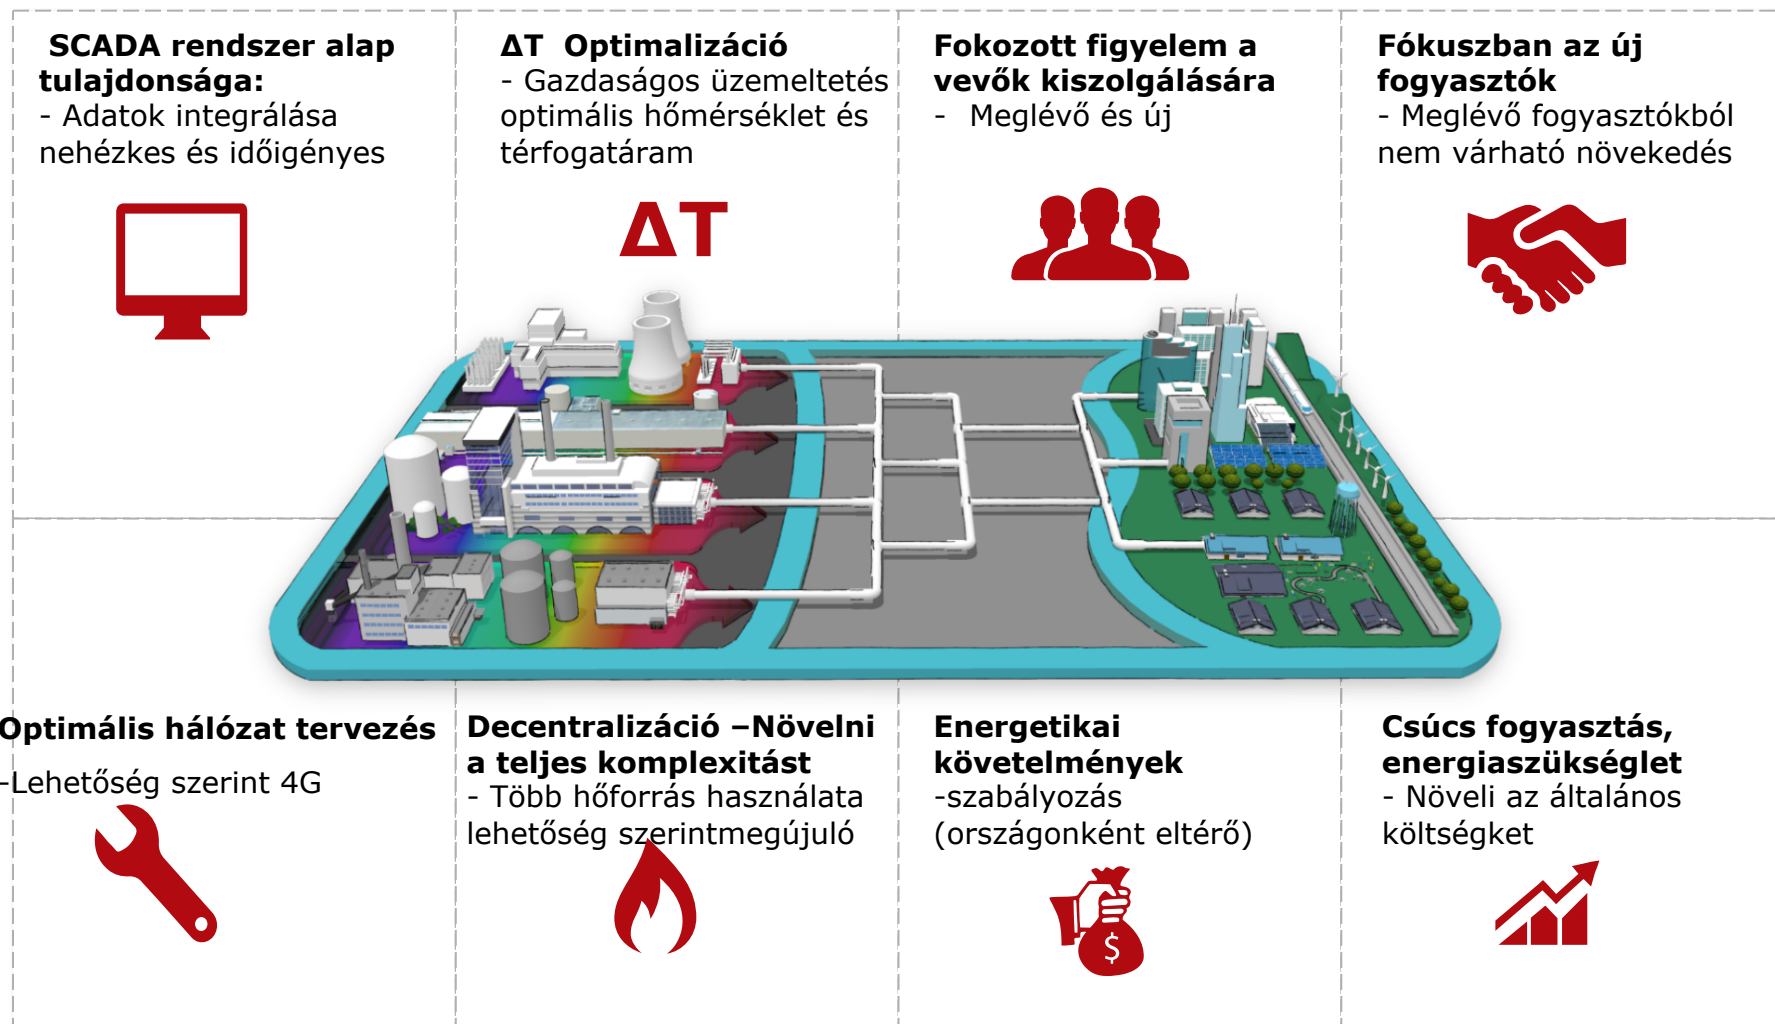 SCADA rendszer alap
tulajdonsága:
- Adatok integrálása
nehézkes és időigényes
ΔT Optimalizáció
- Gazdaságos üzemeltetés
optimális hőmérséklet és
térfogatáram
ΔT
Fokozott figyelem a
vevők kiszolgálására
- Meglévő és új
Fókuszban az új
fogyasztók
- Meglévő fogyasztókból
nem várható növekedés
Optimális hálózat tervezés
-Lehetőség szerint 4G
Decentralizáció –Növelni
a teljes komplexitást
- Több hőforrás használata
lehetőség szerintmegújuló
Energetikai
követelmények
-szabályozás
(országonként eltérő)
$
Csúcs fogyasztás,
energiaszükséglet
- Növeli az általános
költségket